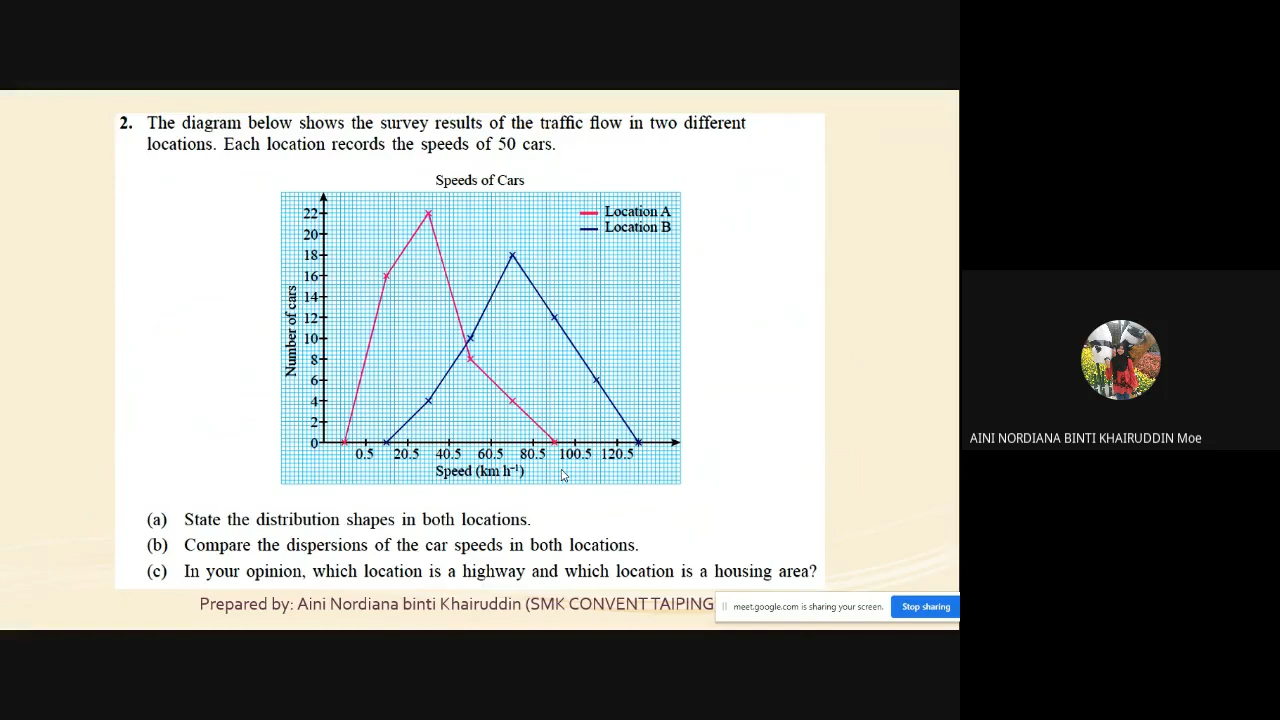 2. The diagram below shows the survey results of the traffic flow in two different
locations. Each location records the speeds of 50 cars.
Speeds of Cars
Location A
Location B
Number of cars
22
20
18
16
14
12
10
8
6
4
2
0
0.5 20.5 40.5 60.5 80.5 100.5 120.5
Speed (km h⁻¹)
(a) State the distribution shapes in both locations.
(b) Compare the dispersions of the car speeds in both locations.
(c) In your opinion, which location is a highway and which location is a housing area?
Prepared by: Aini Nordiana binti Khairuddin (SMK CONVENT TAIPING
meet.google.com is sharing your screen.
Stop sharing
AINI NORDIANA BINTI KHAIRUDDIN Moe